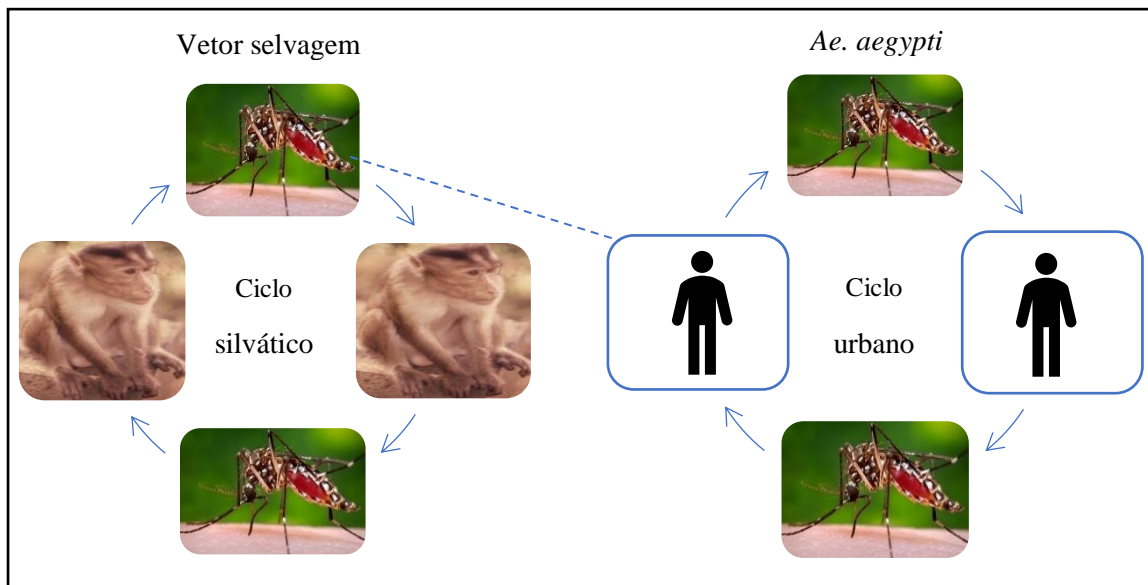 Vetor selvagem
Ae. aegypti
Ciclo
silvático
Ciclo
urbano